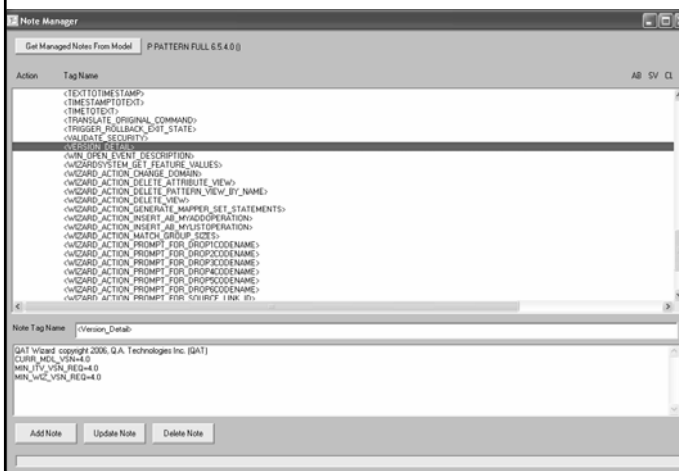 Note Manager
Get Managed Notes From Model P PATTERN FULL 6.5.4.0 ()
Action Tag Name AB SV CL
<TEXTTOTIMESTAMP>
<TIMESTAMPTOTEXT>
<TIMETOTEXT>
<TRANSLATE_ORIGINAL_COMMAND>
<TRIGGER_ROLLBACK_EXIT_STATE>
<VALIDATE_SECURITY>
<VERSION_DETAIL>
<WIN_OPEN_EVENT_DESCRIPTION>
<WIZARDSYSTEM_GET_FEATURE_VALUES>
<WIZARD_ACTION_CHANGE_DOMAIN>
<WIZARD_ACTION_DELETE_ATTRIBUTE_VIEW>
<WIZARD_ACTION_DELETE_PATTERN_VIEW_BY_NAME>
<WIZARD_ACTION_DELETE_VIEW>
<WIZARD_ACTION_GENERATE_MAPPER_SET_STATEMENTS>
<WIZARD_ACTION_INSERT_AB_MYADDOPERATION>
<WIZARD_ACTION_INSERT_AB_MYLISTOPERATION>
<WIZARD_ACTION_MATCH_GROUP_SIZES>
<WIZARD_ACTION_PROMPT_FOR_DROP1CODENAME>
<WIZARD_ACTION_PROMPT_FOR_DROP2CODENAME>
<WIZARD_ACTION_PROMPT_FOR_DROP3CODENAME>
<WIZARD_ACTION_PROMPT_FOR_DROP4CODENAME>
<WIZARD_ACTION_PROMPT_FOR_DROP5CODENAME>
<WIZARD_ACTION_PROMPT_FOR_DROP6CODENAME>
<WIZARD_ACTION_PROMPT_FOR_SOURCE_LINK_ID>
Note Tag Name <Version_Detail>
QAT Wizard copyright 2006, Q.A. Technologies Inc. (QAT)
CURR_MDL_VSN=4.0
MIN_ITV_VSN_REQ=4.0
MIN_WIZ_VSN_REQ=4.0
Add Note Update Note Delete Note